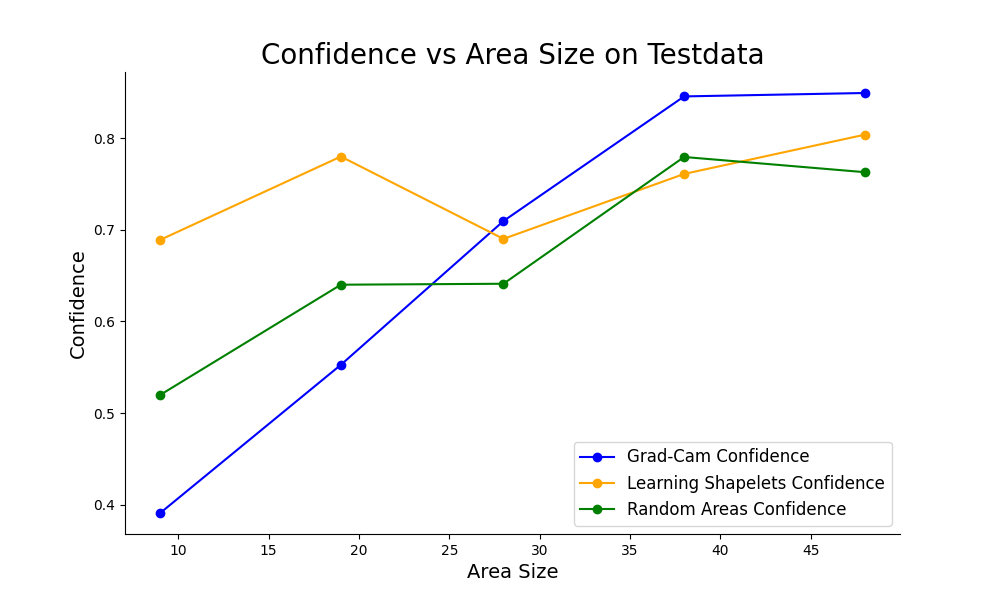 Confidence vs Area Size on Testdata
Confidence
0.8
0.7
0.6
0.5
0.4
Grad-Cam Confidence
Learning Shapelets Confidence
Random Areas Confidence
10 15 20 25 30 35 40 45
Area Size